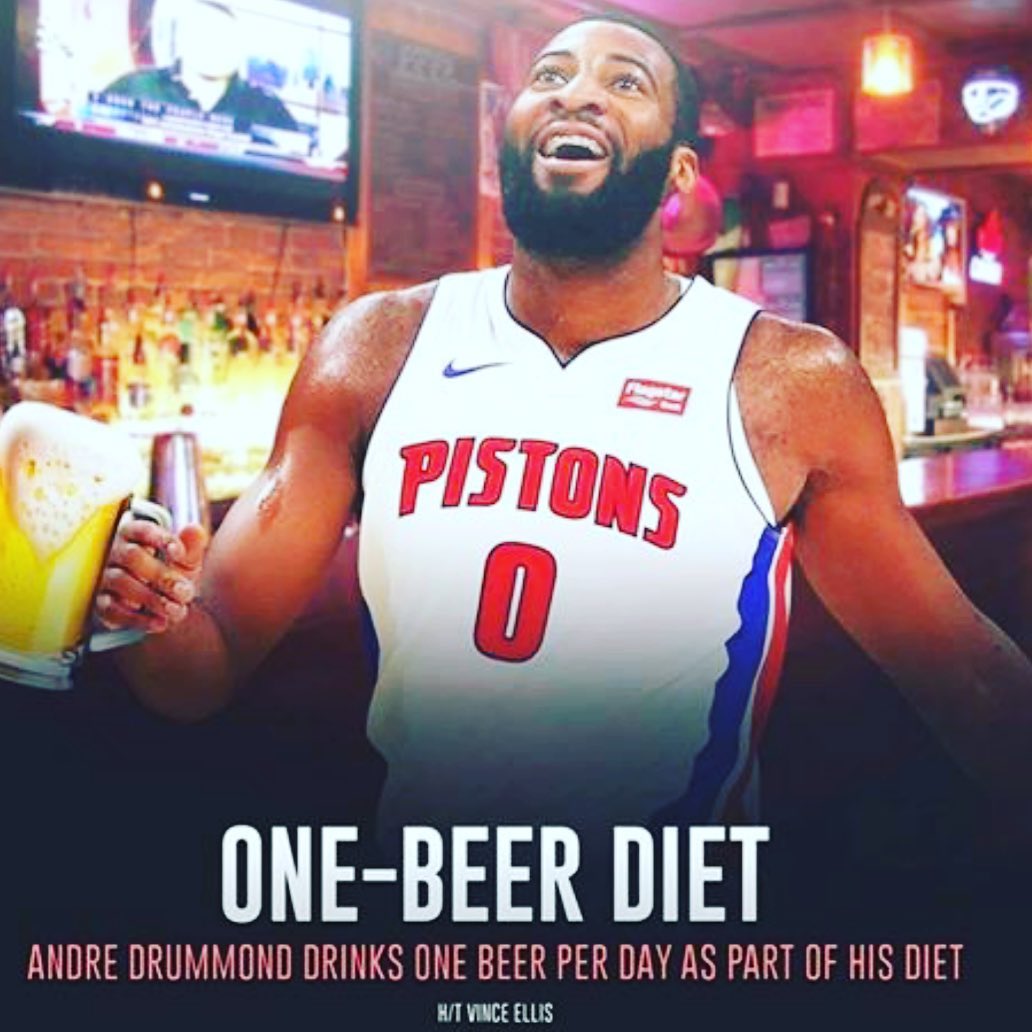 Flagstar
PISTONS
0
ONE-BEER DIET
ANDRE DRUMMOND DRINKS ONE BEER PER DAY AS PART OF HIS DIET
H/T VINCE ELLIS